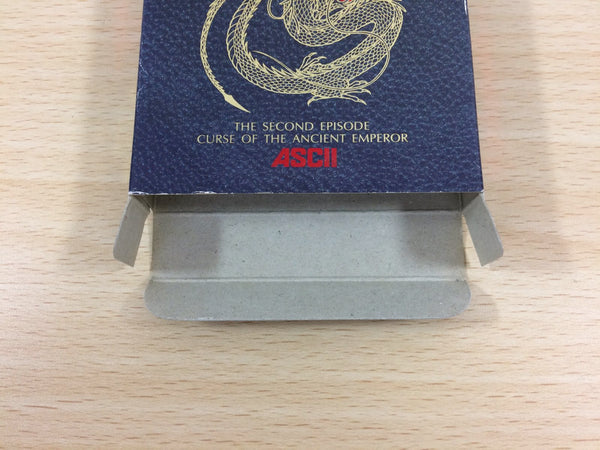 THE SECOND EPISODE
CURSE OF THE ANCIENT EMPEROR
ASCII